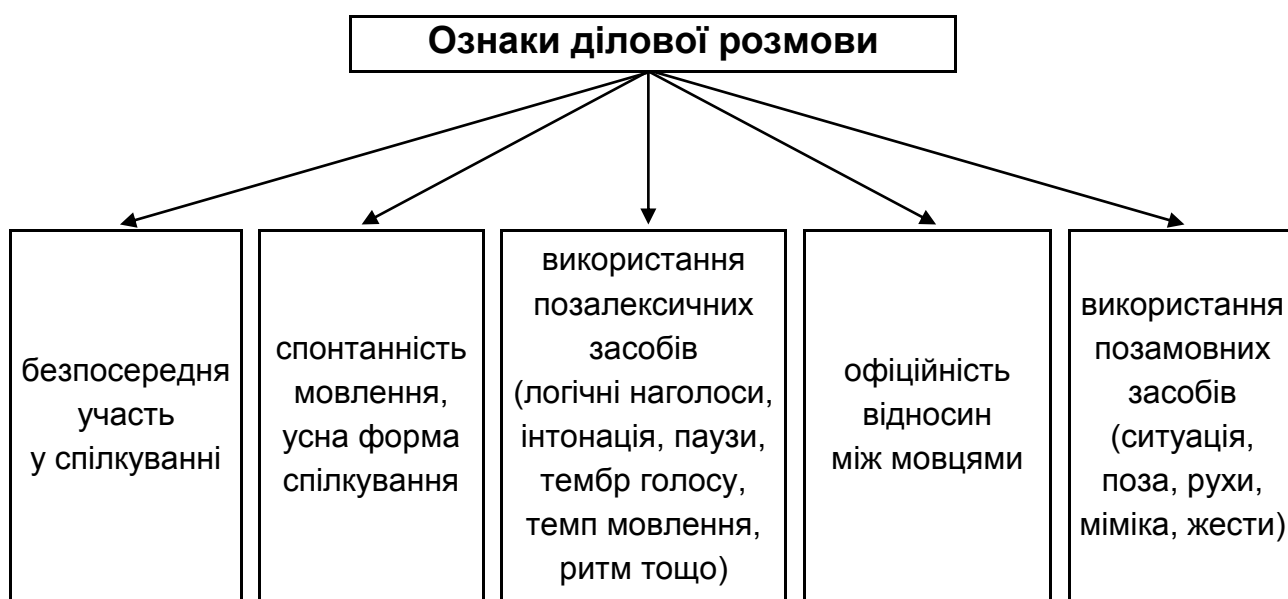 Ознаки ділової розмови
безпосередня
участь
у спілкуванні
спонтанність
мовлення,
усна форма
спілкування
використання
позалексичних
засобів
(логічні наголоси,
інтонація, паузи,
тембр голосу,
темп мовлення,
ритм тощо)
офіційність
відносин
між мовцями
використання
позамовних
засобів
(ситуація,
поза, рухи,
міміка, жести)